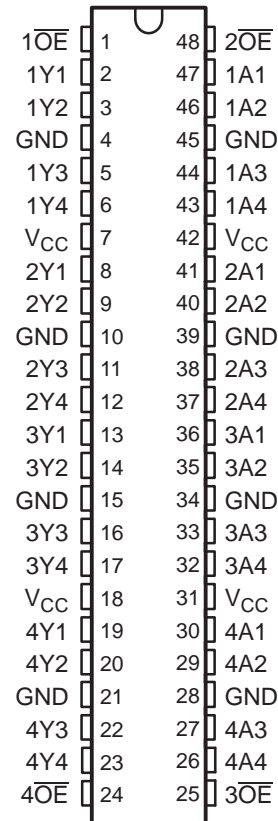 1O̅E̅ 1 48 2O̅E̅
1Y1 2 47 1A1
1Y2 3 46 1A2
GND 4 45 GND
1Y3 5 44 1A3
1Y4 6 43 1A4
VCC 7 42 VCC
2Y1 8 41 2A1
2Y2 9 40 2A2
GND 10 39 GND
2Y3 11 38 2A3
2Y4 12 37 2A4
3Y1 13 36 3A1
3Y2 14 35 3A2
GND 15 34 GND
3Y3 16 33 3A3
3Y4 17 32 3A4
VCC 18 31 VCC
4Y1 19 30 4A1
4Y2 20 29 4A2
GND 21 28 GND
4Y3 22 27 4A3
4Y4 23 26 4A4
4O̅E̅ 24 25 3O̅E̅